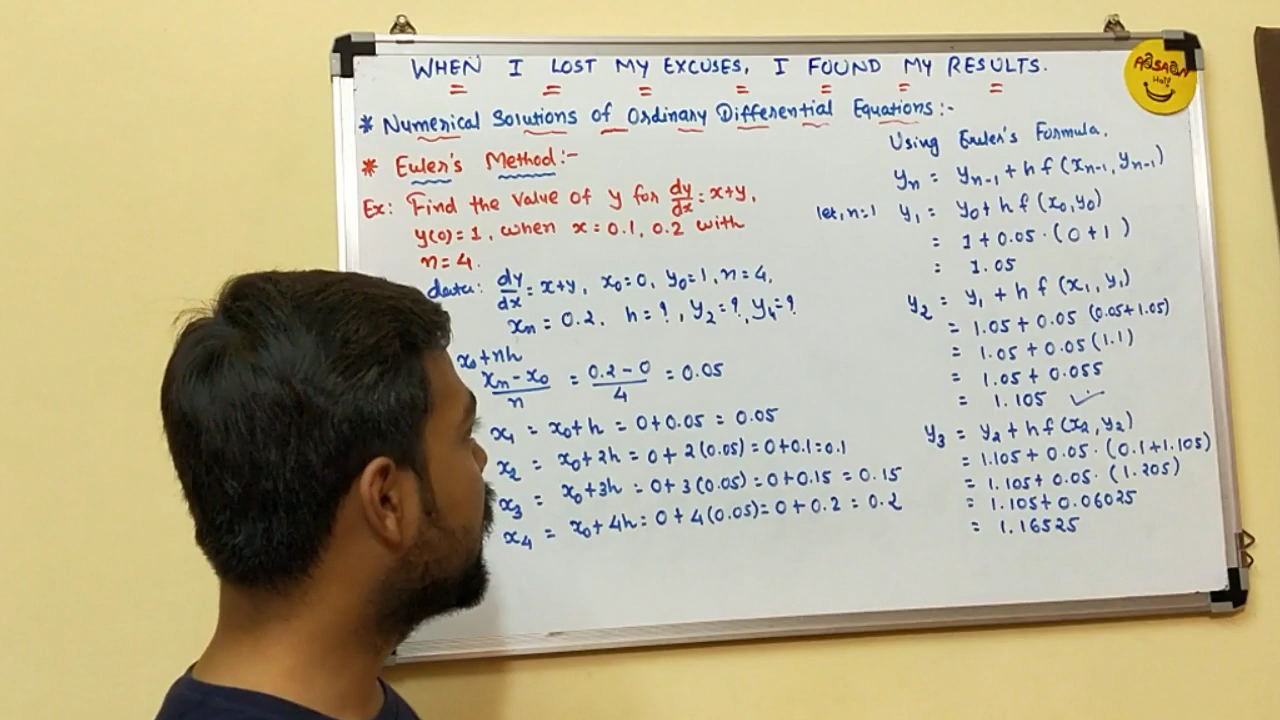 WHEN I LOST MY EXCUSES, I FOUND MY RESULTS.
AaSAaN
Hai!
* Numerical Solutions of Ordinary Differential Equations:-
* Euler's Method:-
Ex: Find the value of y for dy/dx = x+y,
y(0)=1, when x=0.1, 0.2 with
n=4.
data: dy/dx = x+y, x₀=0, y₀=1, n=4,
xₙ = 0.2. h=?, y₂=?, y₄=?
x₀+nh
xₙ-x₀/n = 0.2-0/4 = 0.05
x₁ = x₀+h = 0+0.05 = 0.05
x₂ = x₀+2h = 0+2(0.05)=0+0.1=0.1
x₃ = x₀+3h = 0+3(0.05)=0+0.15=0.15
x₄ = x₀+4h=0+4(0.05)=0+0.2=0.2
Using Euler's Formula.
yₙ = yₙ₋₁+h f(xₙ₋₁, yₙ₋₁)
let, n=1 y₁ = y₀+h f(x₀,y₀)
= 1+0.05.(0+1)
= 1.05
y₂ = y₁ + h f(x₁, y₁)
= 1.05+0.05 (0.05+1.05)
= 1.05+0.05(1.1)
= 1.05+0.055
= 1.105 ✓
y₃ = y₂+h f(x₂, y₂)
= 1.105+0.05.(0.1+1.105)
= 1.105+0.05.(1.205)
= 1.105+0.06025
= 1.16525